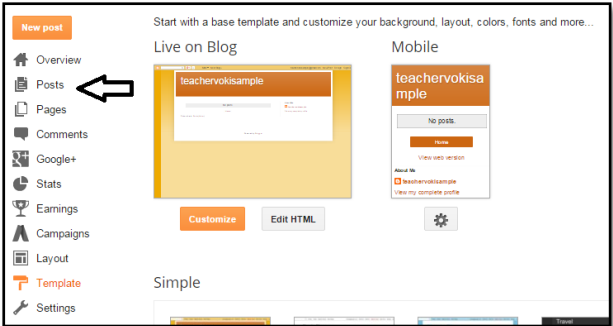 New post
Overview
Posts
Pages
Comments
Google+
Stats
Earnings
Campaigns
Layout
Template
Settings
Start with a base template and customize your background, layout, colors, fonts and more...
Live on Blog
Mobile
teachervokisample
teachervokisa
mple
No posts.
Home
View web version
About Me
teachervokisample
View my complete profile
Customize
Edit HTML
Simple
Travel